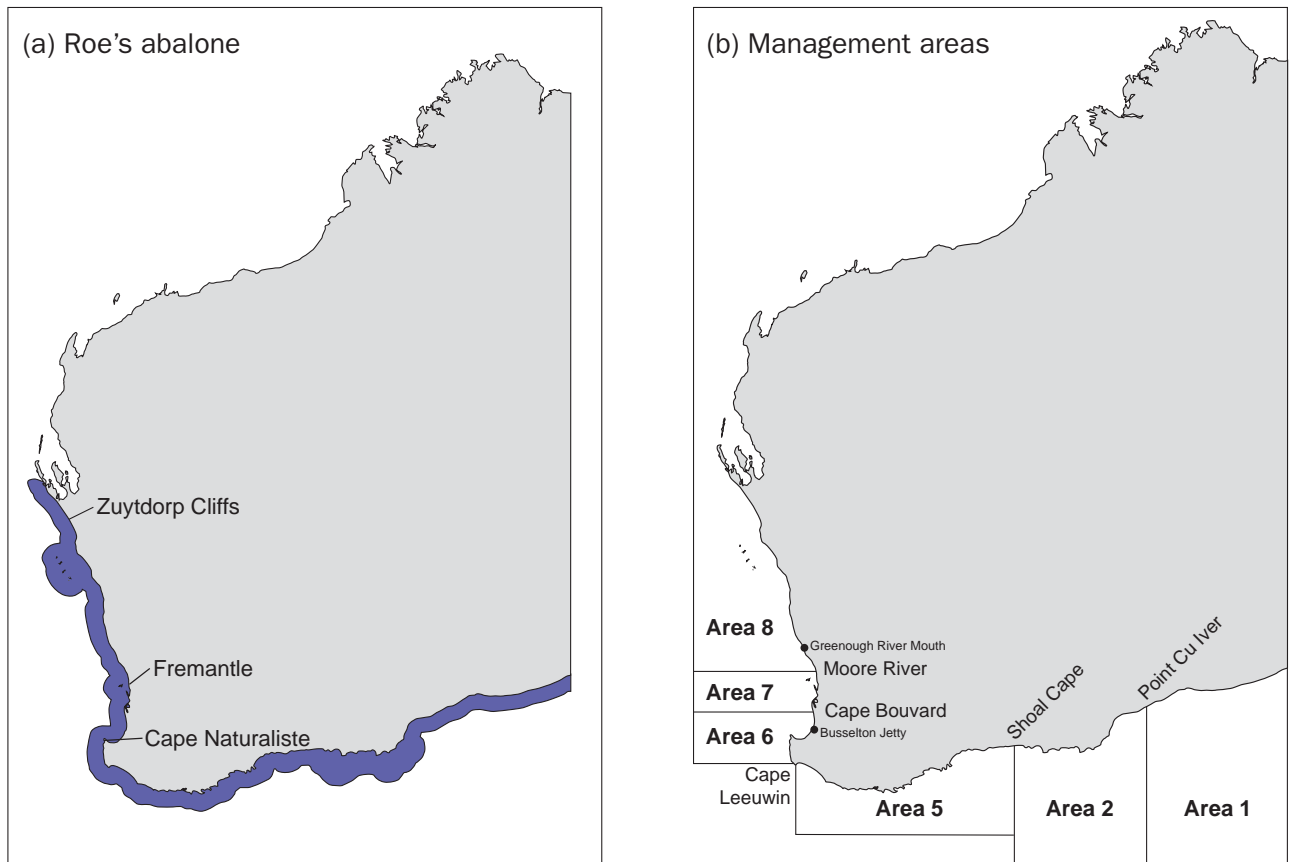 (a) Roe's abalone
Zuytdorp Cliffs
Fremantle
Cape Naturaliste
(b) Management areas
Area 8
Greenough River Mouth
Moore River
Area 7
Cape Bouvard
Area 6
Busselton Jetty
Shoal Cape
Point Cu Iver
Cape
Leeuwin
Area 5
Area 2
Area 1